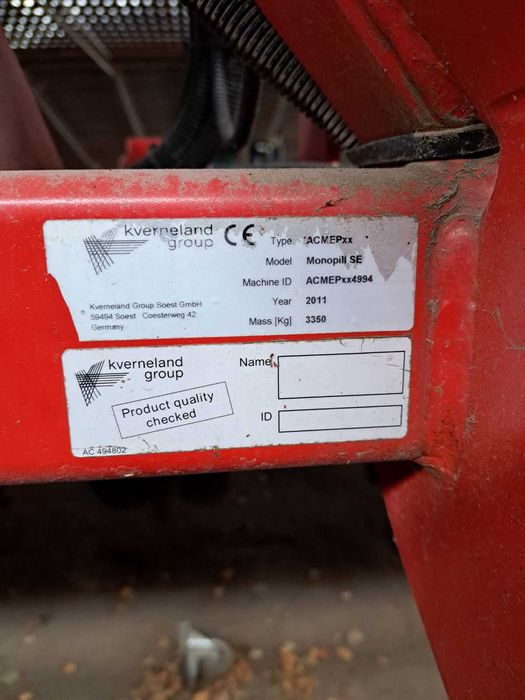 kverneland
group
CE
Type ACMEPxx
Model Monopill SE
Machine ID ACMEPxx4994
Year 2011
Mass [Kg] 3350
Kverneland Group Soest GmbH
59494 Soest Coesterweg 42
Germany
kverneland
group
Product quality
checked
Name
ID
AC 494802